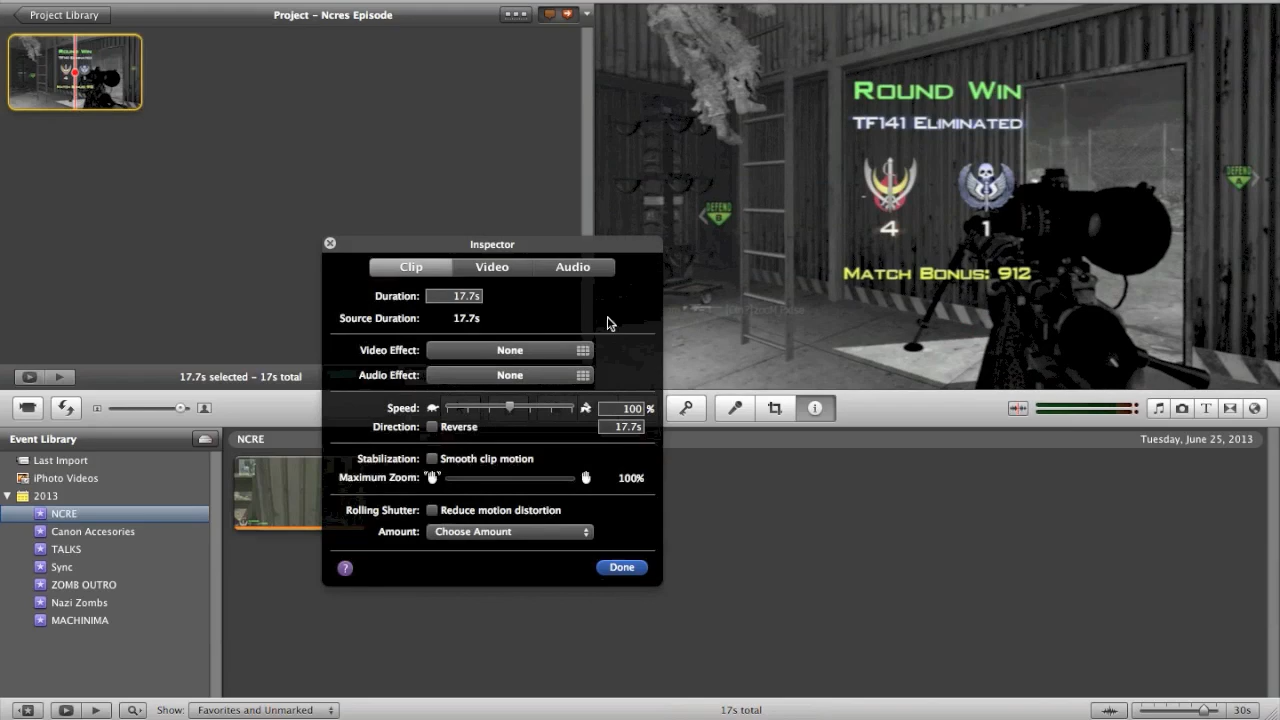 Project Library
Project - Ncres Episode
Round Win
TF141 Eliminated
4
1
Match Bonus: 912
DEFEND
B
DEFEND
A
17.7s selected - 17s total
Inspector
Clip
Video
Audio
Duration: 17.7s
Source Duration: 17.7s
Video Effect: None
Audio Effect: None
Speed: 100 %
Direction: Reverse 17.7s
Stabilization: Smooth clip motion
Maximum Zoom: 100%
Rolling Shutter: Reduce motion distortion
Amount: Choose Amount
? Done
Event Library
NCRE
Tuesday, June 25, 2013
Last Import
iPhoto Videos
2013
NCRE
Canon Accesories
TALKS
Sync
ZOMB OUTRO
Nazi Zombs
MACHINIMA
Show: Favorites and Unmarked
17s total
30s